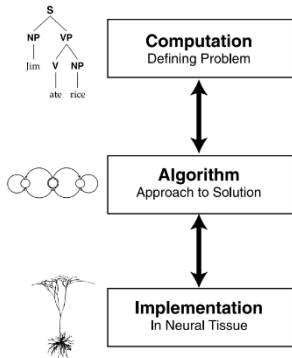 S
NP VP
Jim V NP
ate rice
Computation
Defining Problem
Algorithm
Approach to Solution
Implementation
In Neural Tissue